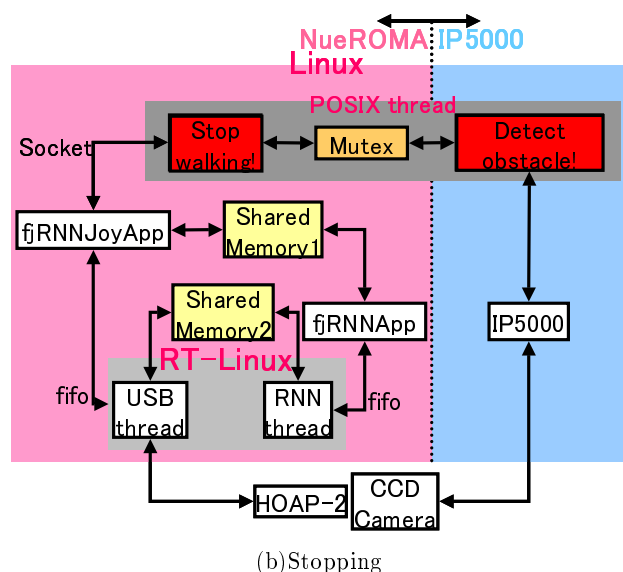 NueROMA IP5000
Linux
POSIX thread
Stop
walking!
Mutex
Detect
obstacle!
Socket
fjRNNJoyApp
Shared
Memory1
Shared
Memory2
fjRNNApp
IP5000
RT-Linux
fifo
USB
thread
RNN
thread
fifo
HOAP-2
CCD
Camera
(b)Stopping